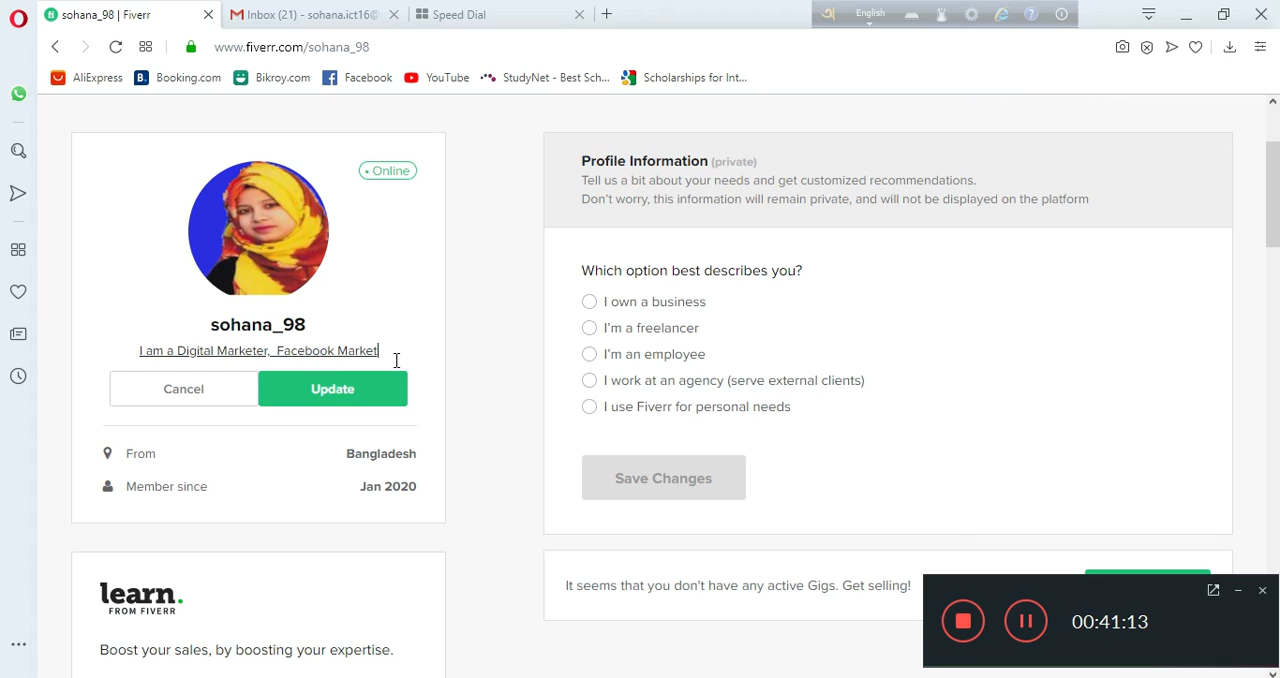 sohana_98 | Fiverr
Inbox (21) - sohana.ict16@
Speed Dial
English
www.fiverr.com/sohana_98
AliExpress
Booking.com
Bikroy.com
Facebook
YouTube
StudyNet - Best Sch...
Scholarships for Int...
Online
sohana_98
I am a Digital Marketer, Facebook Market
Cancel
Update
From
Bangladesh
Member since
Jan 2020
learn.
FROM FIVERR
Boost your sales, by boosting your expertise.
Profile Information (private)
Tell us a bit about your needs and get customized recommendations.
Don't worry, this information will remain private, and will not be displayed on the platform
Which option best describes you?
I own a business
I'm a freelancer
I'm an employee
I work at an agency (serve external clients)
I use Fiverr for personal needs
Save Changes
It seems that you don't have any active Gigs. Get selling!
00:41:13